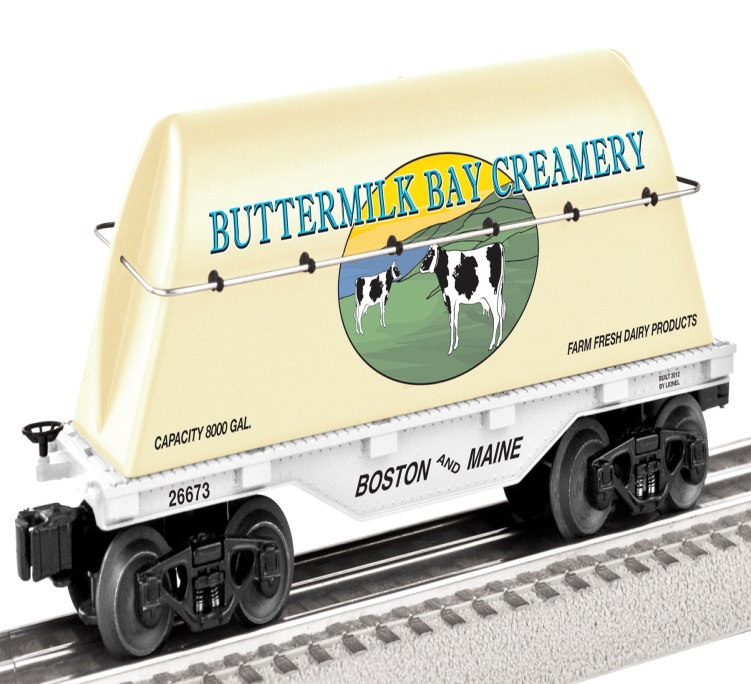 BUTTERMILK BAY CREAMERY
FARM FRESH DAIRY PRODUCTS
CAPACITY 8000 GAL.
BUILT 2012
BY LIONEL
26673
BOSTON AND MAINE